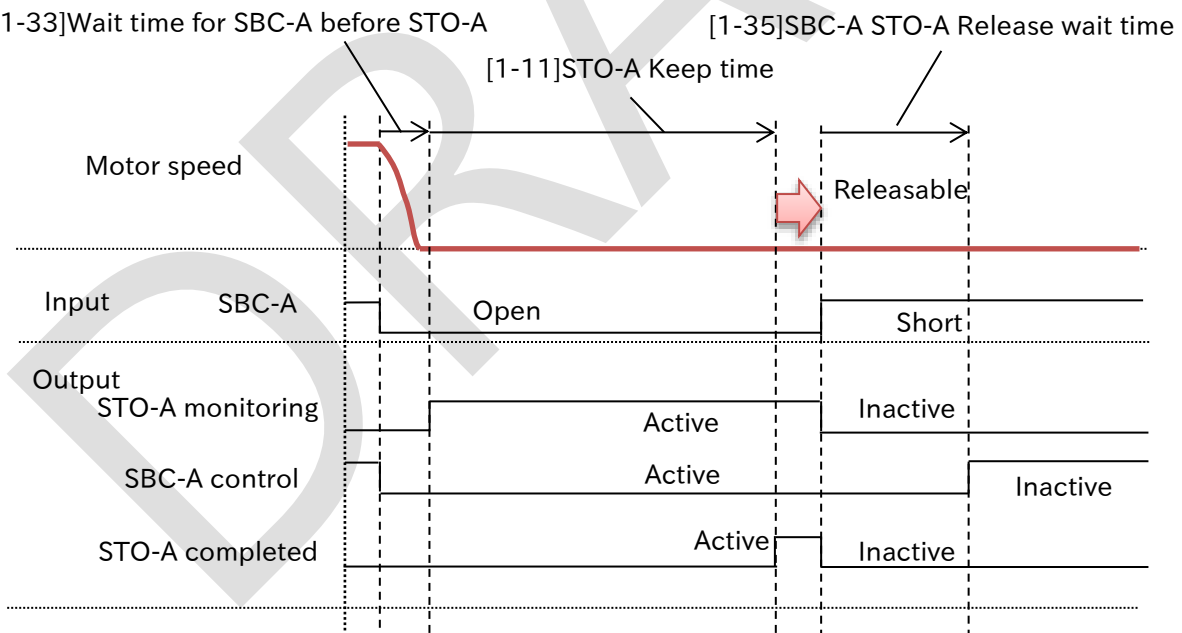 1-33]Wait time for SBC-A before STO-A
[1-35]SBC-A STO-A Release wait time
[1-11]STO-A Keep time
Motor speed
Releasable
Input
SBC-A
Open
Short
Output
STO-A monitoring
Active
Inactive
SBC-A control
Active
Inactive
STO-A completed
Active
Inactive
DRA